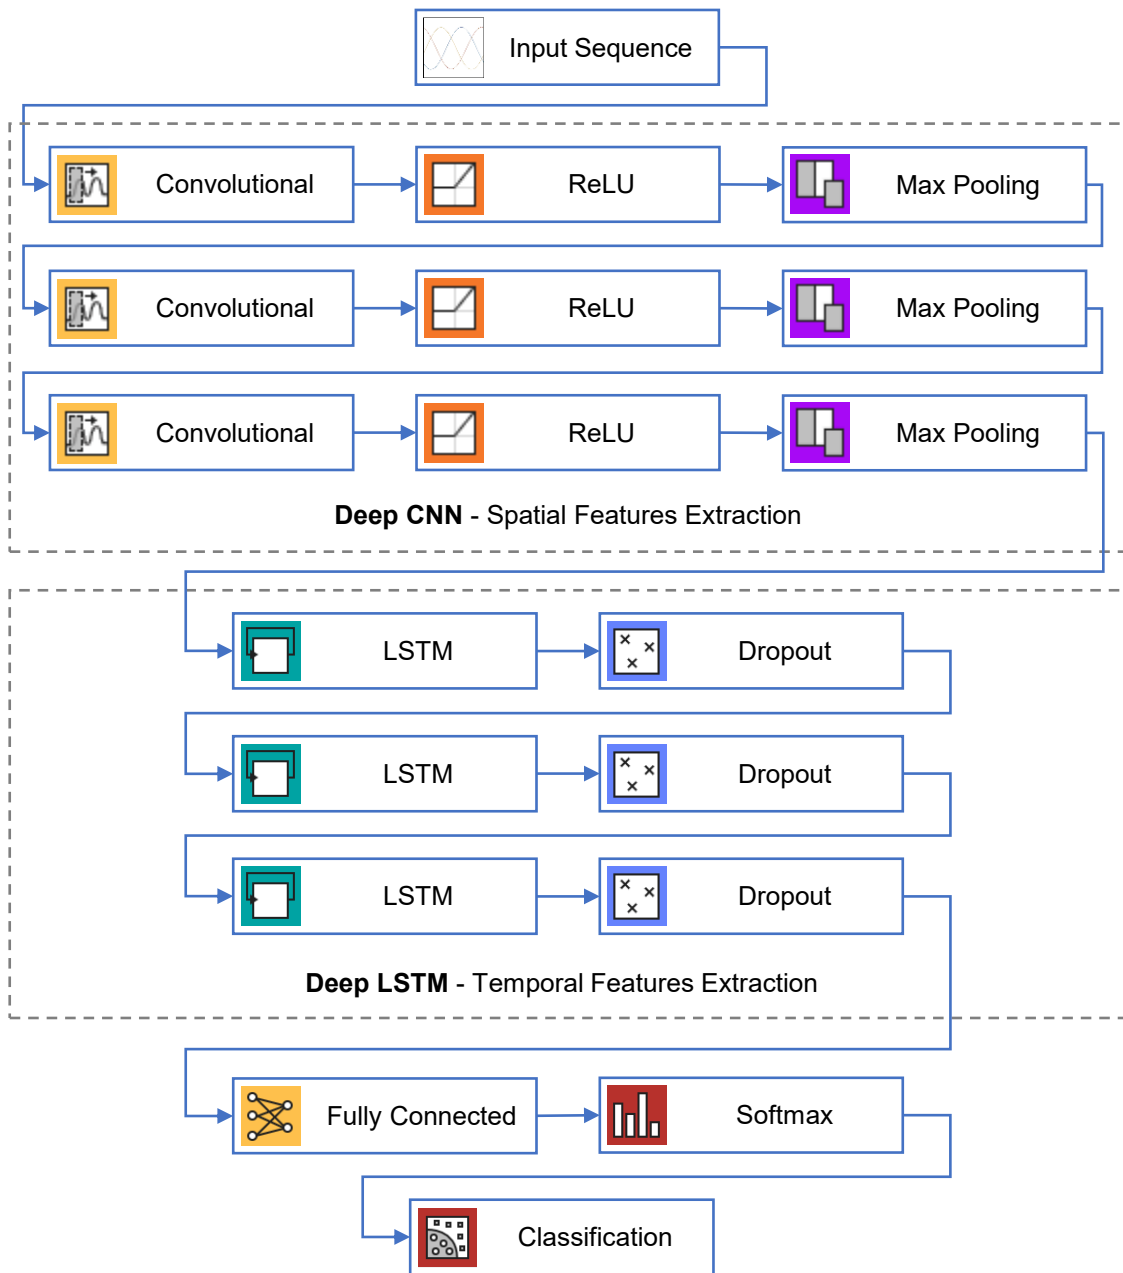 Input Sequence
Convolutional
ReLU
Max Pooling
Convolutional
ReLU
Max Pooling
Convolutional
ReLU
Max Pooling
Deep CNN - Spatial Features Extraction
LSTM
Dropout
LSTM
Dropout
LSTM
Dropout
Deep LSTM - Temporal Features Extraction
Fully Connected
Softmax
Classification